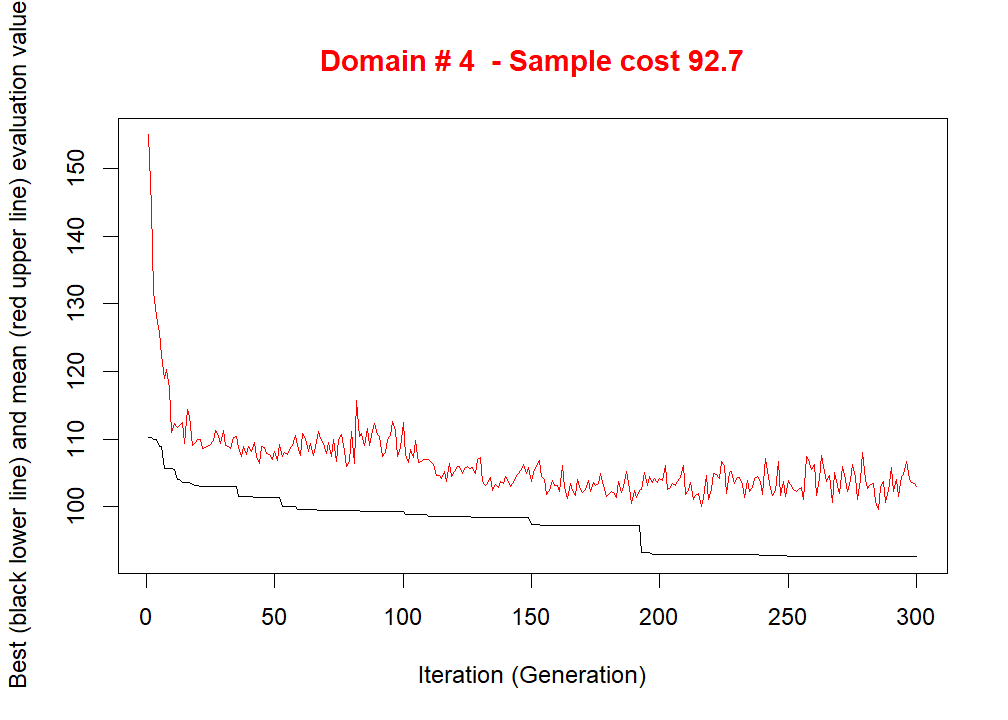 Domain # 4  - Sample cost 92.7
Best (black lower line) and mean (red upper line) evaluation value
150
140
130
120
110
100
0 50 100 150 200 250 300
Iteration (Generation)